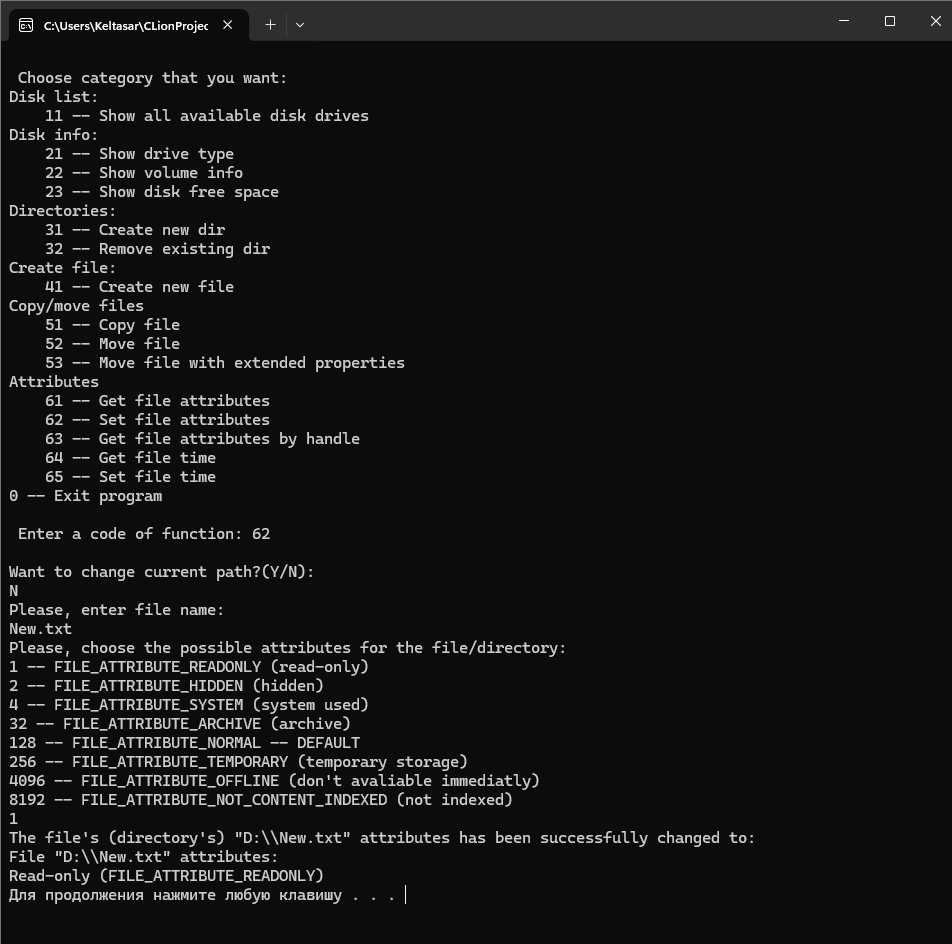 C:\Users\Keltasar\CLionProjec
Choose category that you want:
Disk list:
11 -- Show all available disk drives
Disk info:
21 -- Show drive type
22 -- Show volume info
23 -- Show disk free space
Directories:
31 -- Create new dir
32 -- Remove existing dir
Create file:
41 -- Create new file
Copy/move files
51 -- Copy file
52 -- Move file
53 -- Move file with extended properties
Attributes
61 -- Get file attributes
62 -- Set file attributes
63 -- Get file attributes by handle
64 -- Get file time
65 -- Set file time
0 -- Exit program
Enter a code of function: 62
Want to change current path?(Y/N):
N
Please, enter file name:
New.txt
Please, choose the possible attributes for the file/directory:
1 -- FILE_ATTRIBUTE_READONLY (read-only)
2 -- FILE_ATTRIBUTE_HIDDEN (hidden)
4 -- FILE_ATTRIBUTE_SYSTEM (system used)
32 -- FILE_ATTRIBUTE_ARCHIVE (archive)
128 -- FILE_ATTRIBUTE_NORMAL -- DEFAULT
256 -- FILE_ATTRIBUTE_TEMPORARY (temporary storage)
4096 -- FILE_ATTRIBUTE_OFFLINE (don't avaliable immediatly)
8192 -- FILE_ATTRIBUTE_NOT_CONTENT_INDEXED (not indexed)
1
The file's (directory's) "D:\\New.txt" attributes has been successfully changed to:
File "D:\\New.txt" attributes:
Read-only (FILE_ATTRIBUTE_READONLY)
Для продолжения нажмите любую клавишу . . .